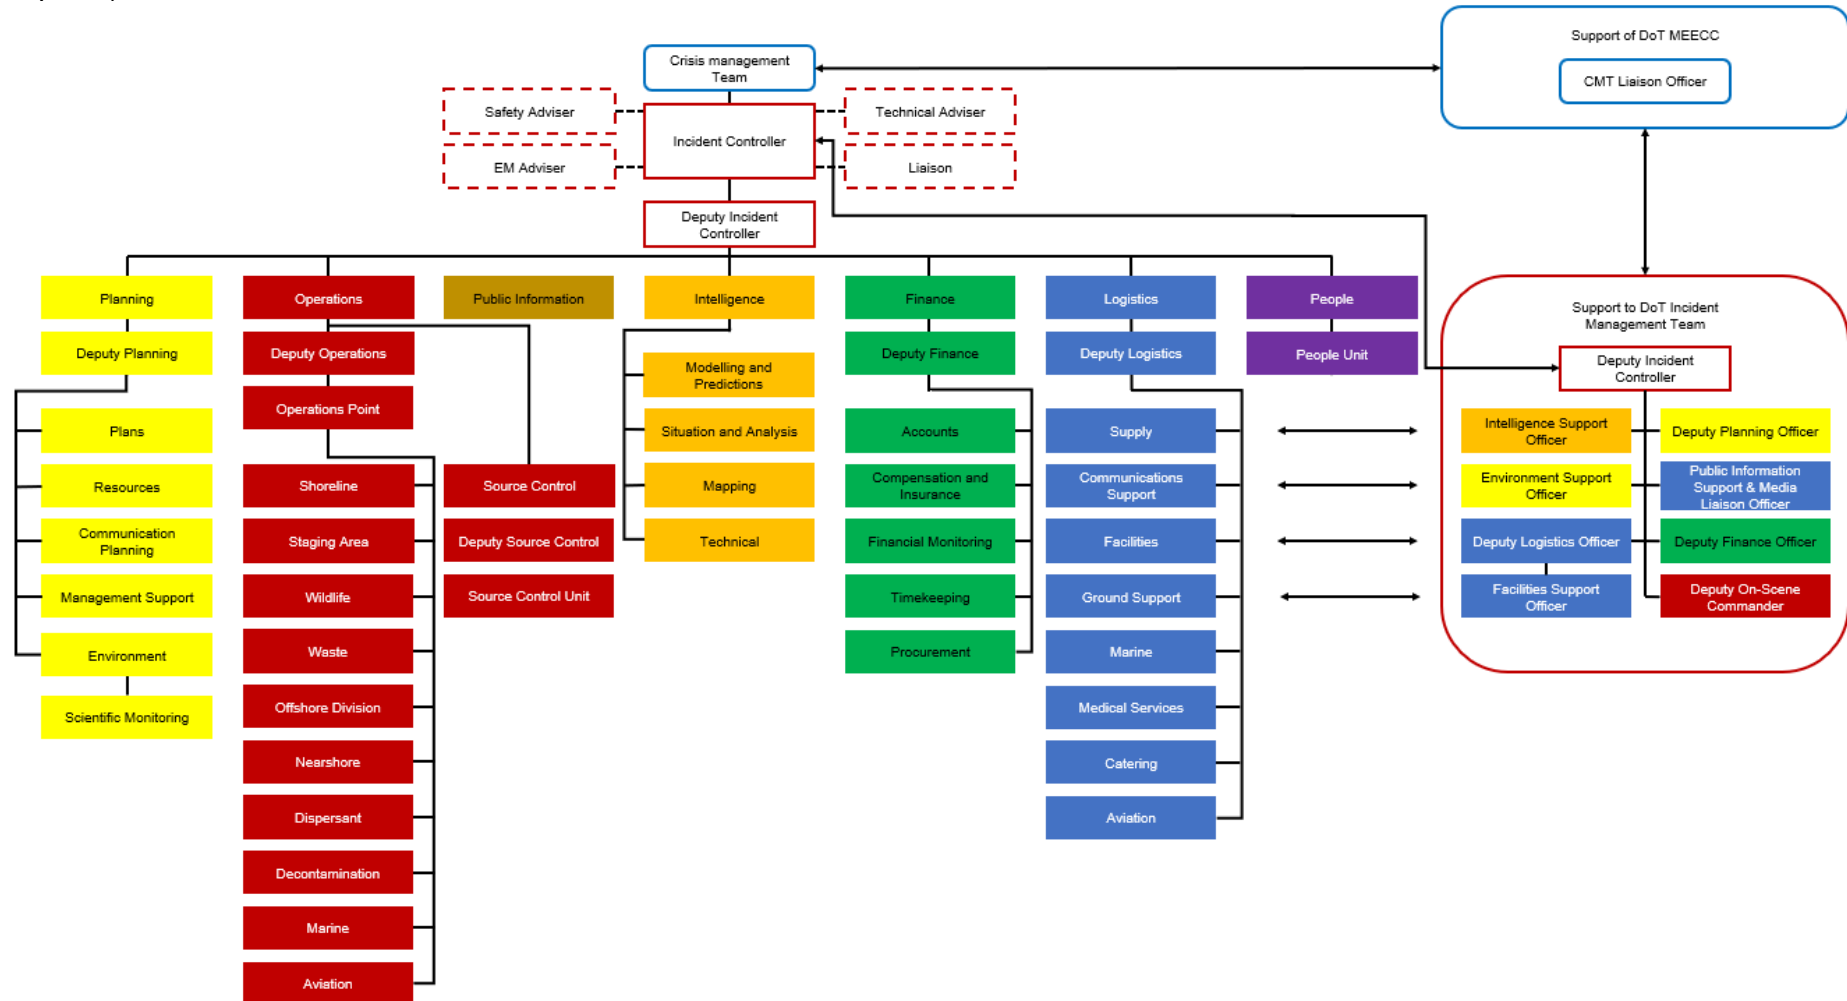 Support of DoT MEECC
CMT Liaison Officer
Crisis management
Team
Safety Adviser
Technical Adviser
Incident Controller
EM Adviser
Liaison
Deputy Incident
Controller
Planning
Operations
Public Information
Intelligence
Finance
Logistics
People
Deputy Planning
Deputy Operations
Deputy Finance
Deputy Logistics
People Unit
Operations Point
Modelling and
Predictions
Plans
Situation and Analysis
Accounts
Supply
Resources
Shoreline
Source Control
Mapping
Compensation and
Insurance
Communications
Support
Communication
Planning
Staging Area
Deputy Source Control
Technical
Financial Monitoring
Facilities
Management Support
Wildlife
Source Control Unit
Timekeeping
Ground Support
Environment
Waste
Procurement
Marine
Scientific Monitoring
Offshore Division
Medical Services
Nearshore
Catering
Dispersant
Aviation
Decontamination
Marine
Aviation
Support to DoT Incident
Management Team
Deputy Incident
Controller
Intelligence Support
Officer
Deputy Planning Officer
Environment Support
Officer
Public Information
Support & Media
Liaison Officer
Deputy Logistics Officer
Deputy Finance Officer
Facilities Support
Officer
Deputy On-Scene
Commander